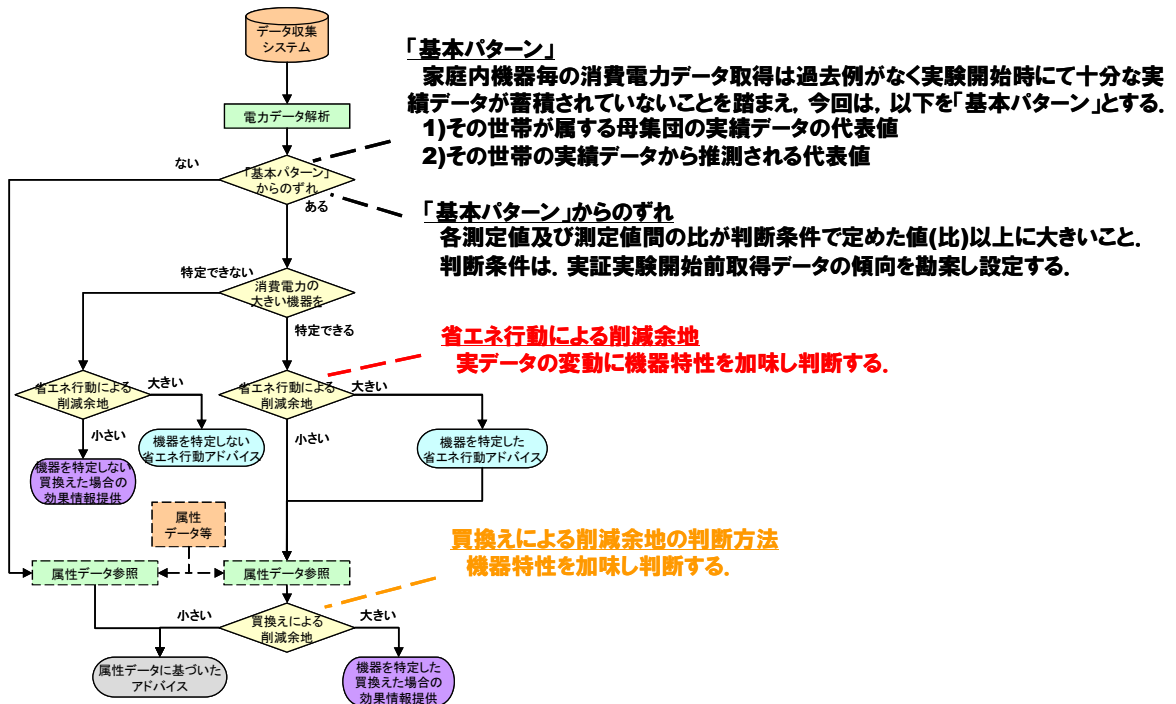 データ収集
システム
電力データ解析
「基本パターン」
からのずれ
ない
ある
「基本パターン」
家庭内機器毎の消費電力データ取得は過去例がなく実験開始時にて十分な実
績データが蓄積されていないことを踏まえ，今回は，以下を「基本パターン」とする．
1)その世帯が属する母集団の実績データの代表値
2)その世帯の実績データから推測される代表値
「基本パターン」からのずれ
各測定値及び測定値間の比が判断条件で定めた値(比)以上に大きいこと．
判断条件は，実証実験開始前取得データの傾向を勘案し設定する．
特定できない
消費電力の
大きい機器を
特定できる
省エネ行動による削減余地
実データの変動に機器特性を加味し判断する．
省エネ行動による
削減余地
大きい
小さい
省エネ行動による
削減余地
大きい
小さい
機器を特定しない
省エネ行動アドバイス
機器を特定した
省エネ行動アドバイス
機器を特定しない
買換えた場合の
効果情報提供
属性
データ等
買換えによる削減余地の判断方法
機器特性を加味し判断する．
属性データ参照
属性データ参照
小さい
買換えによる
削減余地
大きい
属性データに基づいた
アドバイス
機器を特定した
買換えた場合の
効果情報提供